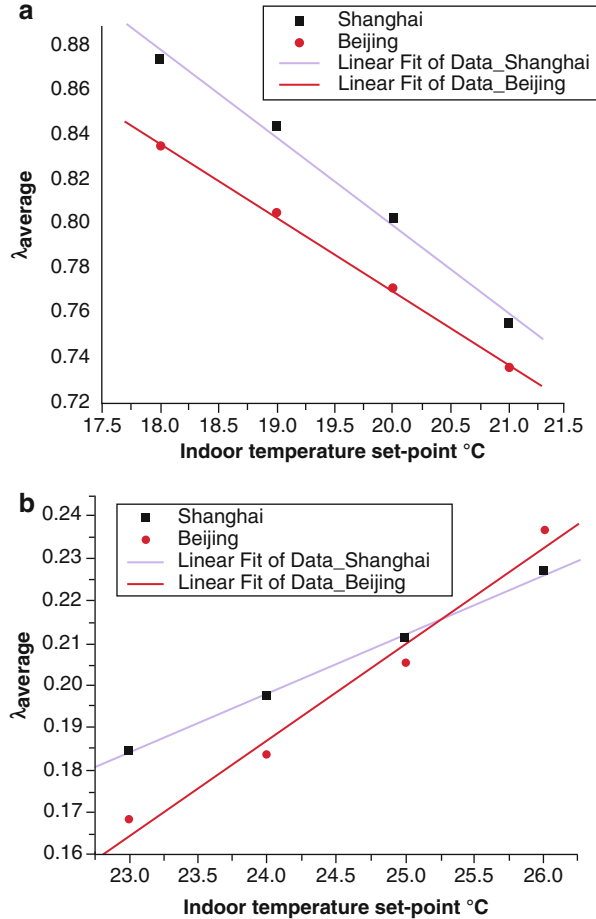 a
Shanghai
Beijing
Linear Fit of Data_Shanghai
Linear Fit of Data_Beijing
0.88
0.86
0.84
0.82
0.80
0.78
0.76
0.74
0.72
λaverage
17.5 18.0 18.5 19.0 19.5 20.0 20.5 21.0 21.5
Indoor temperature set-point °C
b
Shanghai
Beijing
Linear Fit of Data_Shanghai
Linear Fit of Data_Beijing
0.24
0.23
0.22
0.21
0.20
0.19
0.18
0.17
0.16
λaverage
23.0 23.5 24.0 24.5 25.0 25.5 26.0
Indoor temperature set-point °C